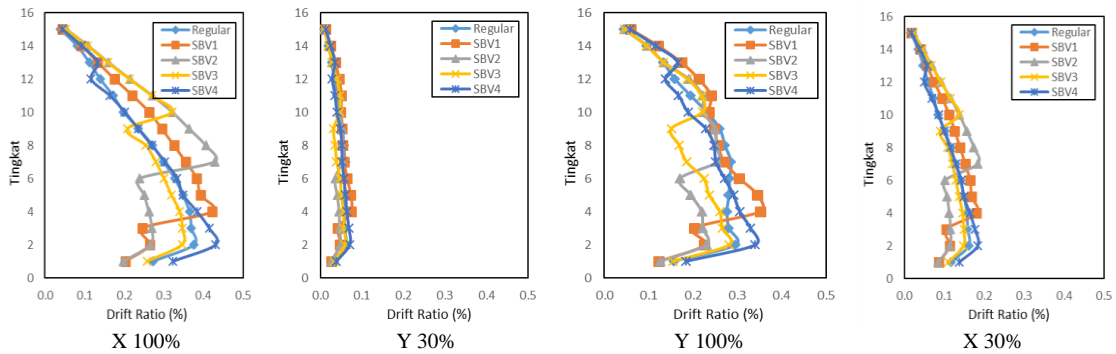 Tingkat
16
14
12
10
8
6
4
2
0
Regular
SBV1
SBV2
SBV3
SBV4
0.0 0.1 0.2 0.3 0.4 0.5
Drift Ratio (%)
X 100%
Tingkat
16
14
12
10
8
6
4
2
0
Regular
SBV1
SBV2
SBV3
SBV4
0.0 0.1 0.2 0.3 0.4 0.5
Drift Ratio (%)
Y 30%
Tingkat
16
14
12
10
8
6
4
2
0
Regular
SBV1
SBV2
SBV3
SBV4
0.0 0.1 0.2 0.3 0.4 0.5
Drift Ratio (%)
Y 100%
Tingkat
16
14
12
10
8
6
4
2
0
Regular
SBV1
SBV2
SBV3
SBV4
0.0 0.1 0.2 0.3 0.4 0.5
Drift Ratio (%)
X 30%